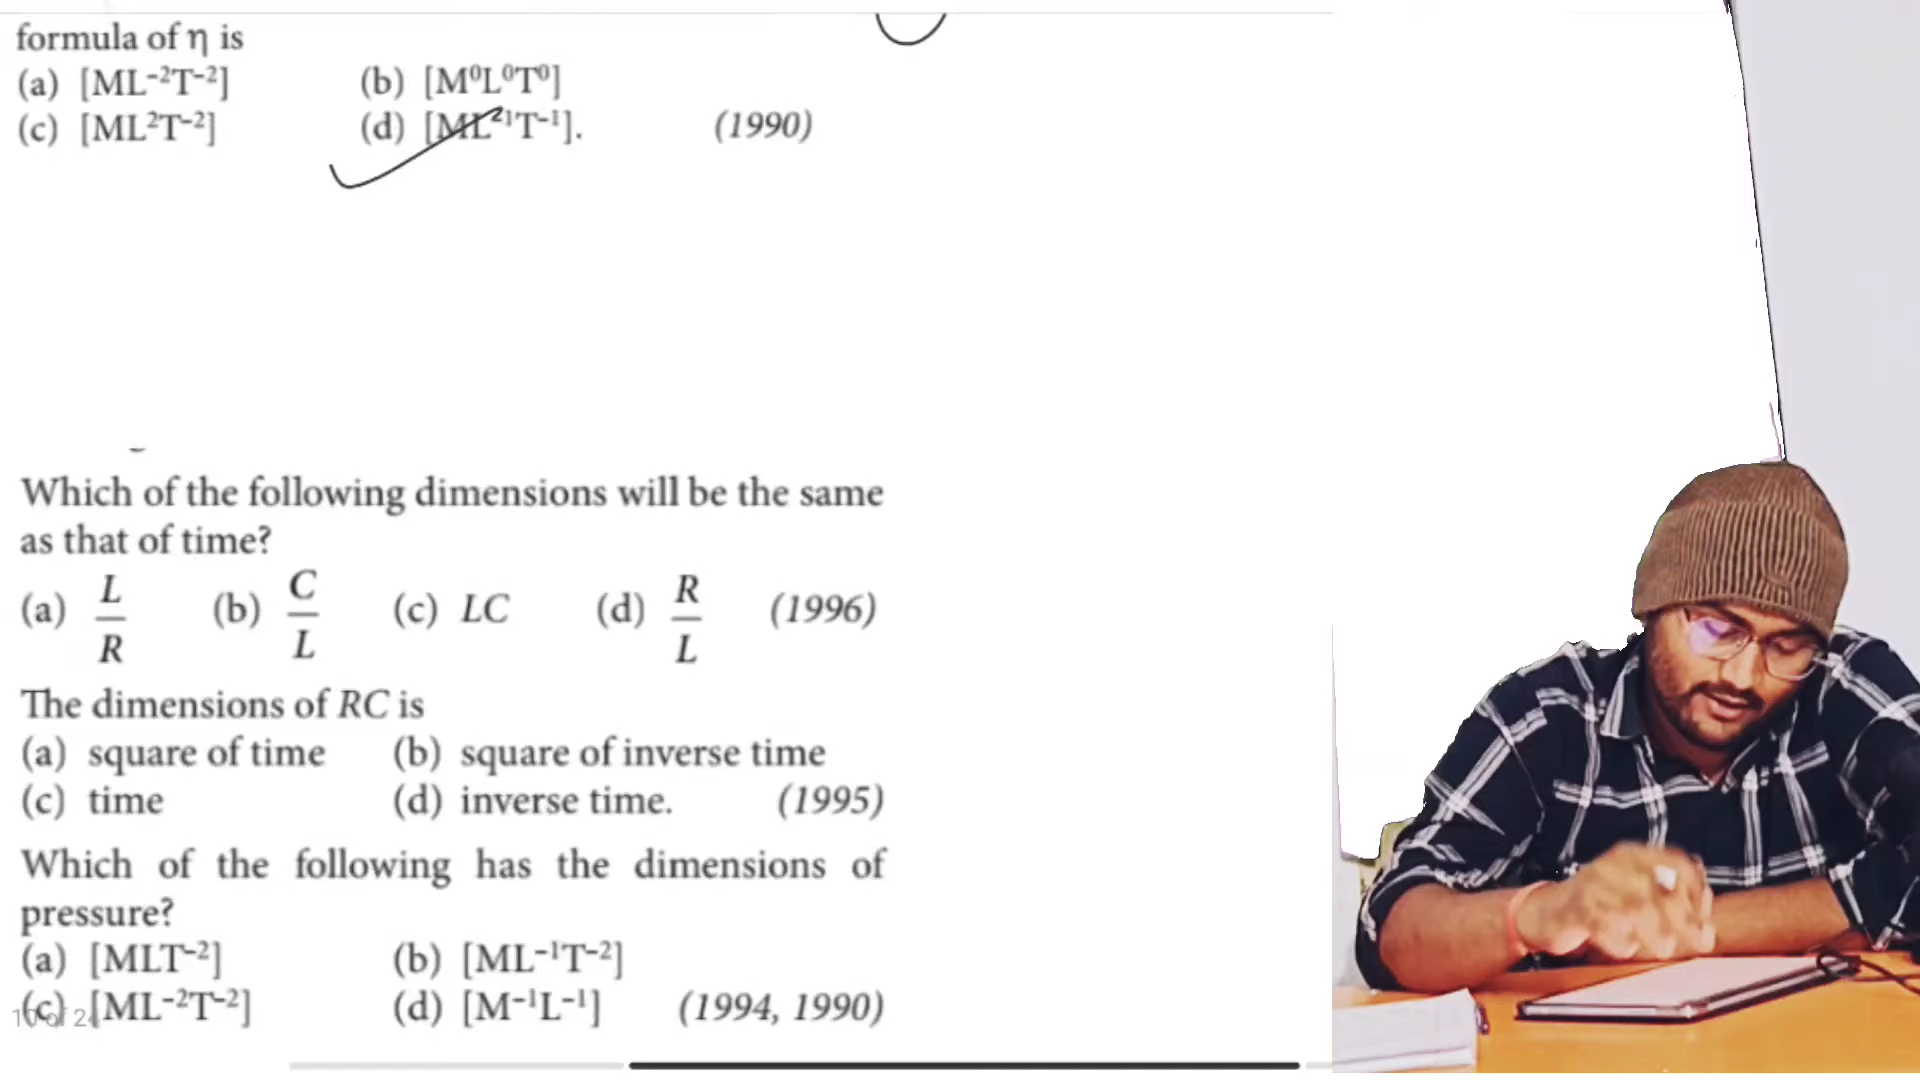 formula of η is
(a) [ML⁻²T⁻²] (b) [M⁰L⁰T⁰]
(c) [ML²T⁻²] (d) [ML⁻¹T⁻¹]. (1990)
Which of the following dimensions will be the same
as that of time?
(a) L/R (b) C/L (c) LC (d) R/L (1996)
The dimensions of RC is
(a) square of time (b) square of inverse time
(c) time (d) inverse time. (1995)
Which of the following has the dimensions of
pressure?
(a) [MLT⁻²] (b) [ML⁻¹T⁻²]
(c) [ML⁻²T⁻²] (d) [M⁻¹L⁻¹] (1994, 1990)
10 of 24